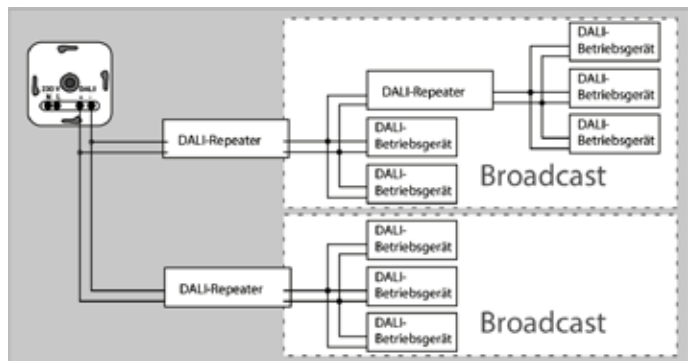 230 V DALI
N L
DALI-Repeater
DALI-Repeater
DALI-
Betriebsgerät
DALI-
Betriebsgerät
DALI-
Betriebsgerät
DALI-
Betriebsgerät
DALI-
Betriebsgerät
Broadcast
DALI-Repeater
DALI-
Betriebsgerät
DALI-
Betriebsgerät
DALI-
Betriebsgerät
Broadcast